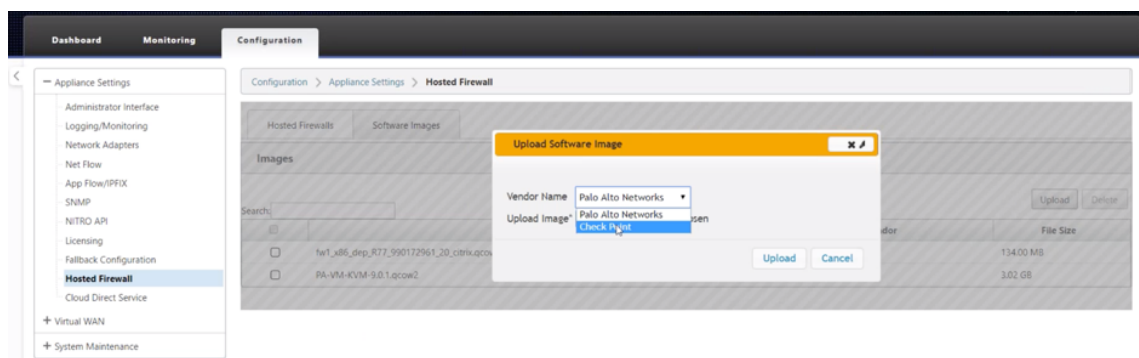 Dashboard Monitoring Configuration
Appliance Settings
Configuration > Appliance Settings > Hosted Firewall
Administrator Interface
Logging/Monitoring
Network Adapters
Net Flow
App Flow/IPFIX
SNMP
NITRO API
Licensing
Fallback Configuration
Hosted Firewall
Cloud Direct Service
Virtual WAN
System Maintenance
Hosted Firewalls Software Images
Images
Search:
Upload Delete
File Size
fw1_x86_dep_R77_990172961_20_citrix.qcow
134.00 MB
PA-VM-KVM-9.0.1.qcow2
3.02 GB
Upload Software Image
Vendor Name Palo Alto Networks
Upload Image*
Palo Alto Networks
Check Point
Upload Cancel